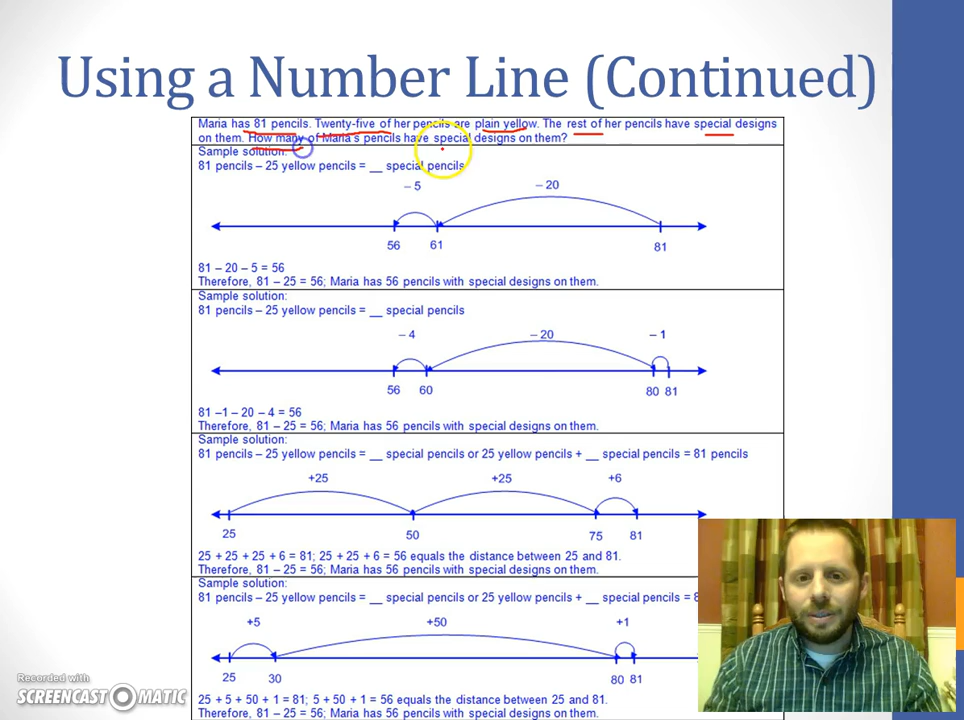 Using a Number Line (Continued)
Maria has 81 pencils. Twenty-five of her pencils are plain yellow. The rest of her pencils have special designs
on them. How many of Maria's pencils have special designs on them?
Sample solution:
81 pencils – 25 yellow pencils = __ special pencils
– 5 – 20
56 61 81
81 – 20 – 5 = 56
Therefore, 81 – 25 = 56; Maria has 56 pencils with special designs on them.
Sample solution:
81 pencils – 25 yellow pencils = __ special pencils
– 4 – 20 – 1
56 60 80 81
81 –1 – 20 – 4 = 56
Therefore, 81 – 25 = 56; Maria has 56 pencils with special designs on them.
Sample solution:
81 pencils – 25 yellow pencils = __ special pencils or 25 yellow pencils + __ special pencils = 81 pencils
+25 +25 +6
25 50 75 81
25 + 25 + 25 + 6 = 81; 25 + 25 + 6 = 56 equals the distance between 25 and 81.
Therefore, 81 – 25 = 56; Maria has 56 pencils with special designs on them.
Sample solution:
81 pencils – 25 yellow pencils = __ special pencils or 25 yellow pencils + __ special pencils = 8
+5 +50 +1
25 30 80 81
25 + 5 + 50 + 1 = 81; 5 + 50 + 1 = 56 equals the distance between 25 and 81.
Therefore, 81 – 25 = 56; Maria has 56 pencils with special designs on them.
Recorded with
SCREENCAST O MATIC